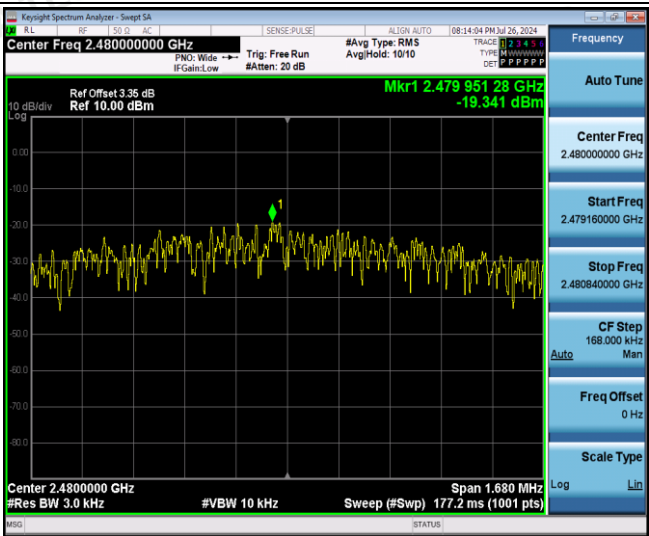 Keysight Spectrum Analyzer - Swept SA
LXI RL RF 50 Ω AC SENSE:PULSE ALIGN AUTO 08:14:04 PM Jul 26, 2024
Center Freq 2.480000000 GHz
PNO: Wide
IFGain:Low
Trig: Free Run
#Atten: 20 dB
#Avg Type: RMS
Avg|Hold: 10/10
TRACE 1 2 3 4 5 6
TYPE M WWWWW
DET P P P P P P
Frequency
Auto Tune
Center Freq
2.480000000 GHz
Start Freq
2.479160000 GHz
Stop Freq
2.480840000 GHz
CF Step
168.000 kHz
Auto Man
Freq Offset
0 Hz
Scale Type
Log Lin
Ref Offset 3.35 dB
10 dB/div Ref 10.00 dBm
Log
Mkr1 2.479 951 28 GHz
-19.341 dBm
1
0.00
-10.0
-20.0
-30.0
-40.0
-50.0
-60.0
-70.0
-80.0
Center 2.4800000 GHz Span 1.680 MHz
#Res BW 3.0 kHz #VBW 10 kHz Sweep (#Swp) 177.2 ms (1001 pts)
MSG STATUS